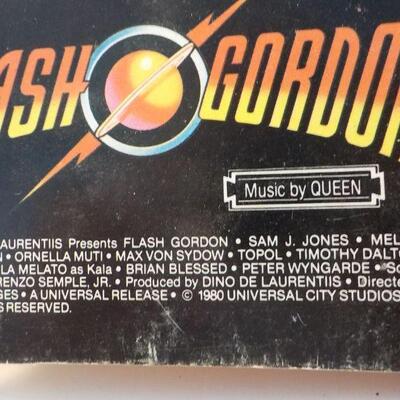 ASH GORDON
Music by QUEEN
LAURENTIIS Presents FLASH GORDON • SAM J. JONES • MEL
N • ORNELLA MUTI • MAX VON SYDOW • TOPOL • TIMOTHY DALTO
LA MELATO as Kala • BRIAN BLESSED • PETER WYNGARDE • Sc
RENZO SEMPLE, JR. • Produced by DINO DE LAURENTIIS • Directe
GES • A UNIVERSAL RELEASE • © 1980 UNIVERSAL CITY STUDIOS
S RESERVED.